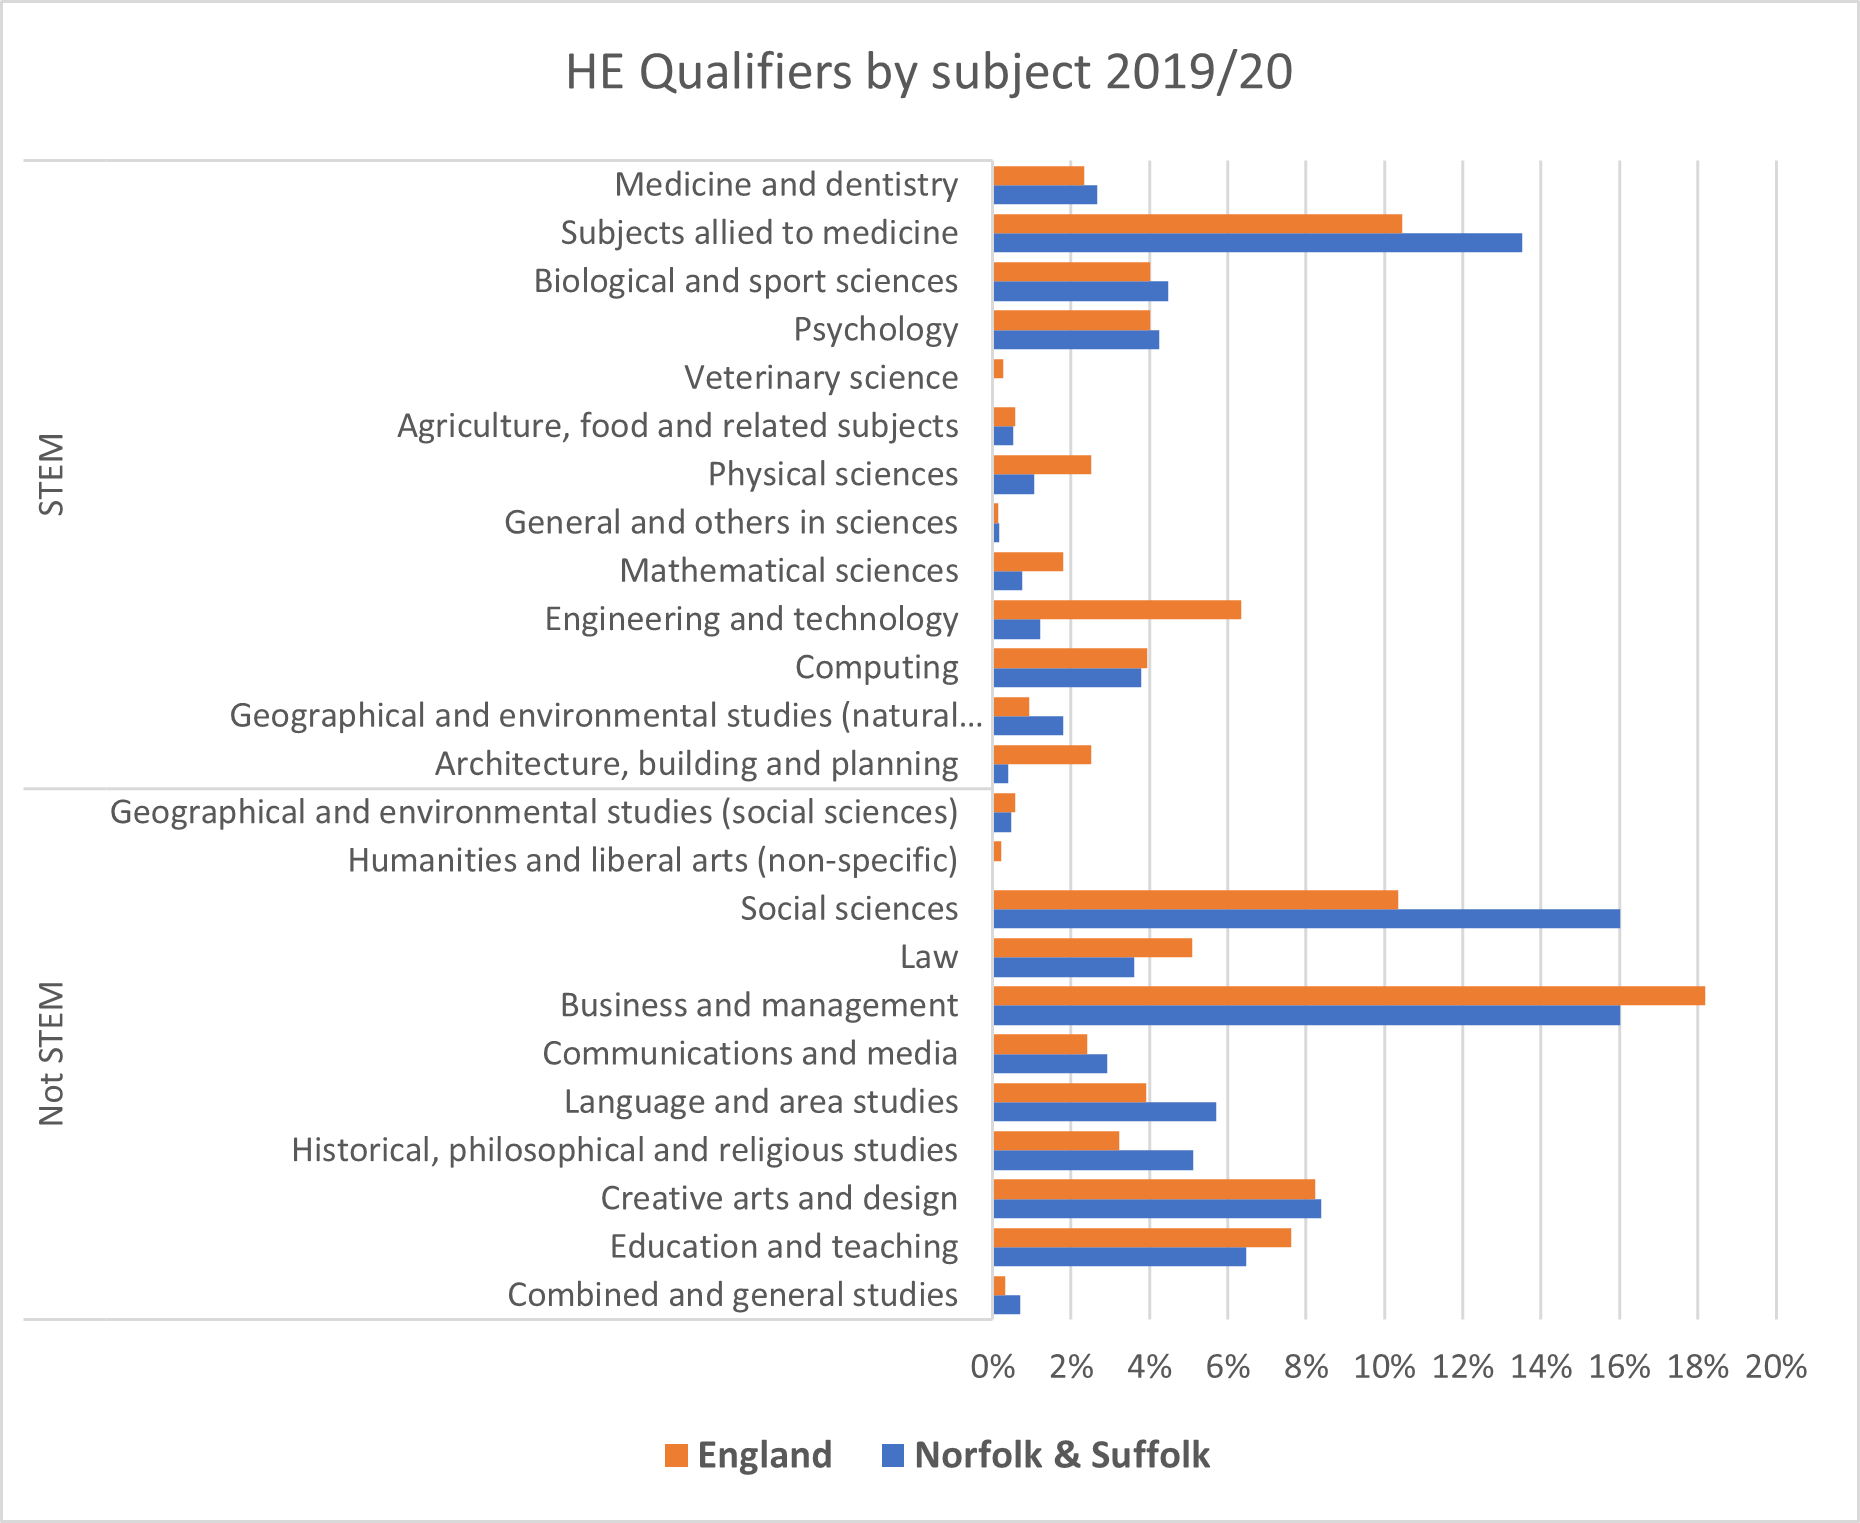 HE Qualifiers by subject 2019/20
STEM
Medicine and dentistry
Subjects allied to medicine
Biological and sport sciences
Psychology
Veterinary science
Agriculture, food and related subjects
Physical sciences
General and others in sciences
Mathematical sciences
Engineering and technology
Computing
Geographical and environmental studies (natural...
Architecture, building and planning
Not STEM
Geographical and environmental studies (social sciences)
Humanities and liberal arts (non-specific)
Social sciences
Law
Business and management
Communications and media
Language and area studies
Historical, philosophical and religious studies
Creative arts and design
Education and teaching
Combined and general studies
0% 2% 4% 6% 8% 10% 12% 14% 16% 18% 20%
England Norfolk & Suffolk